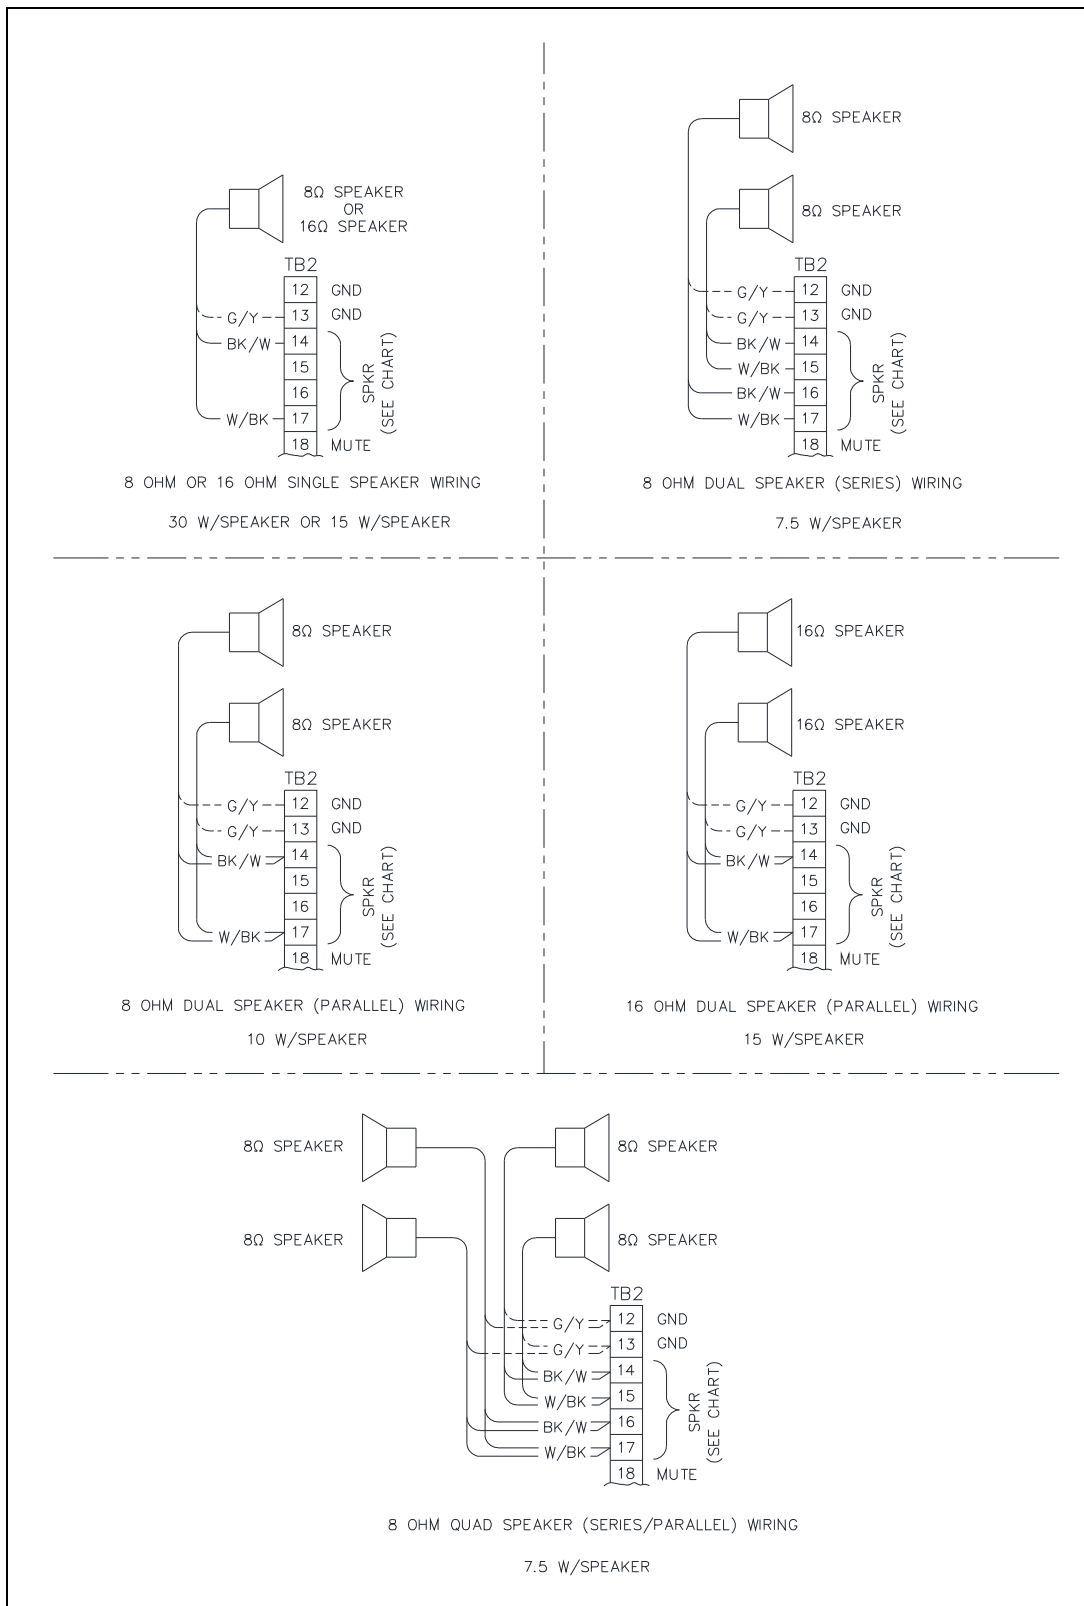 8Ω SPEAKER
OR
16Ω SPEAKER
TB2
12 GND
G/Y 13 GND
BK/W 14
15
16
W/BK 17
18 MUTE
SPKR
(SEE CHART)
8 OHM OR 16 OHM SINGLE SPEAKER WIRING
30 W/SPEAKER OR 15 W/SPEAKER
8Ω SPEAKER
8Ω SPEAKER
TB2
G/Y 12 GND
G/Y 13 GND
BK/W 14
W/BK 15
BK/W 16
W/BK 17
18 MUTE
SPKR
(SEE CHART)
8 OHM DUAL SPEAKER (SERIES) WIRING
7.5 W/SPEAKER
8Ω SPEAKER
8Ω SPEAKER
TB2
G/Y 12 GND
G/Y 13 GND
BK/W 14
15
16
W/BK 17
18 MUTE
SPKR
(SEE CHART)
8 OHM DUAL SPEAKER (PARALLEL) WIRING
10 W/SPEAKER
16Ω SPEAKER
16Ω SPEAKER
TB2
G/Y 12 GND
G/Y 13 GND
BK/W 14
15
16
W/BK 17
18 MUTE
SPKR
(SEE CHART)
16 OHM DUAL SPEAKER (PARALLEL) WIRING
15 W/SPEAKER
8Ω SPEAKER 8Ω SPEAKER
8Ω SPEAKER 8Ω SPEAKER
TB2
G/Y 12 GND
G/Y 13 GND
BK/W 14
W/BK 15
BK/W 16
W/BK 17
18 MUTE
SPKR
(SEE CHART)
8 OHM QUAD SPEAKER (SERIES/PARALLEL) WIRING
7.5 W/SPEAKER